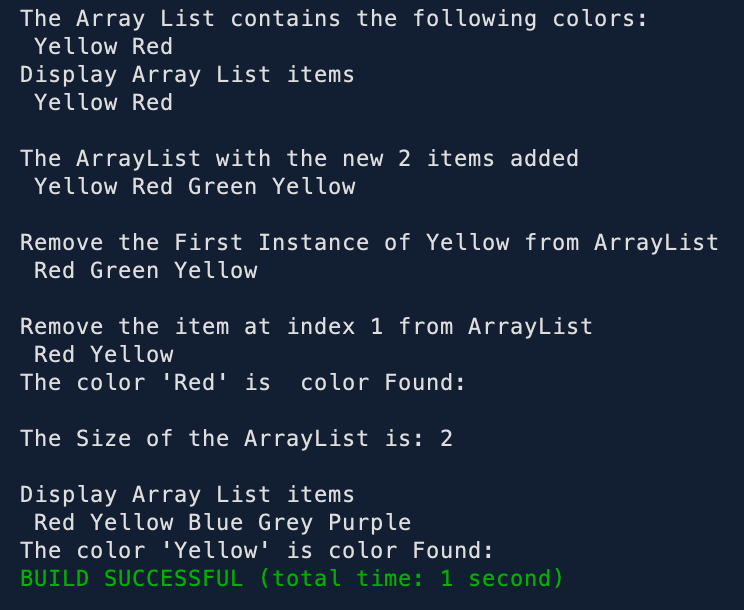 The Array List contains the following colors:
 Yellow Red
Display Array List items
 Yellow Red

The ArrayList with the new 2 items added
 Yellow Red Green Yellow

Remove the First Instance of Yellow from ArrayList
 Red Green Yellow

Remove the item at index 1 from ArrayList
 Red Yellow
The color 'Red' is  color Found:

The Size of the ArrayList is: 2

Display Array List items
 Red Yellow Blue Grey Purple
The color 'Yellow' is color Found:
BUILD SUCCESSFUL (total time: 1 second)